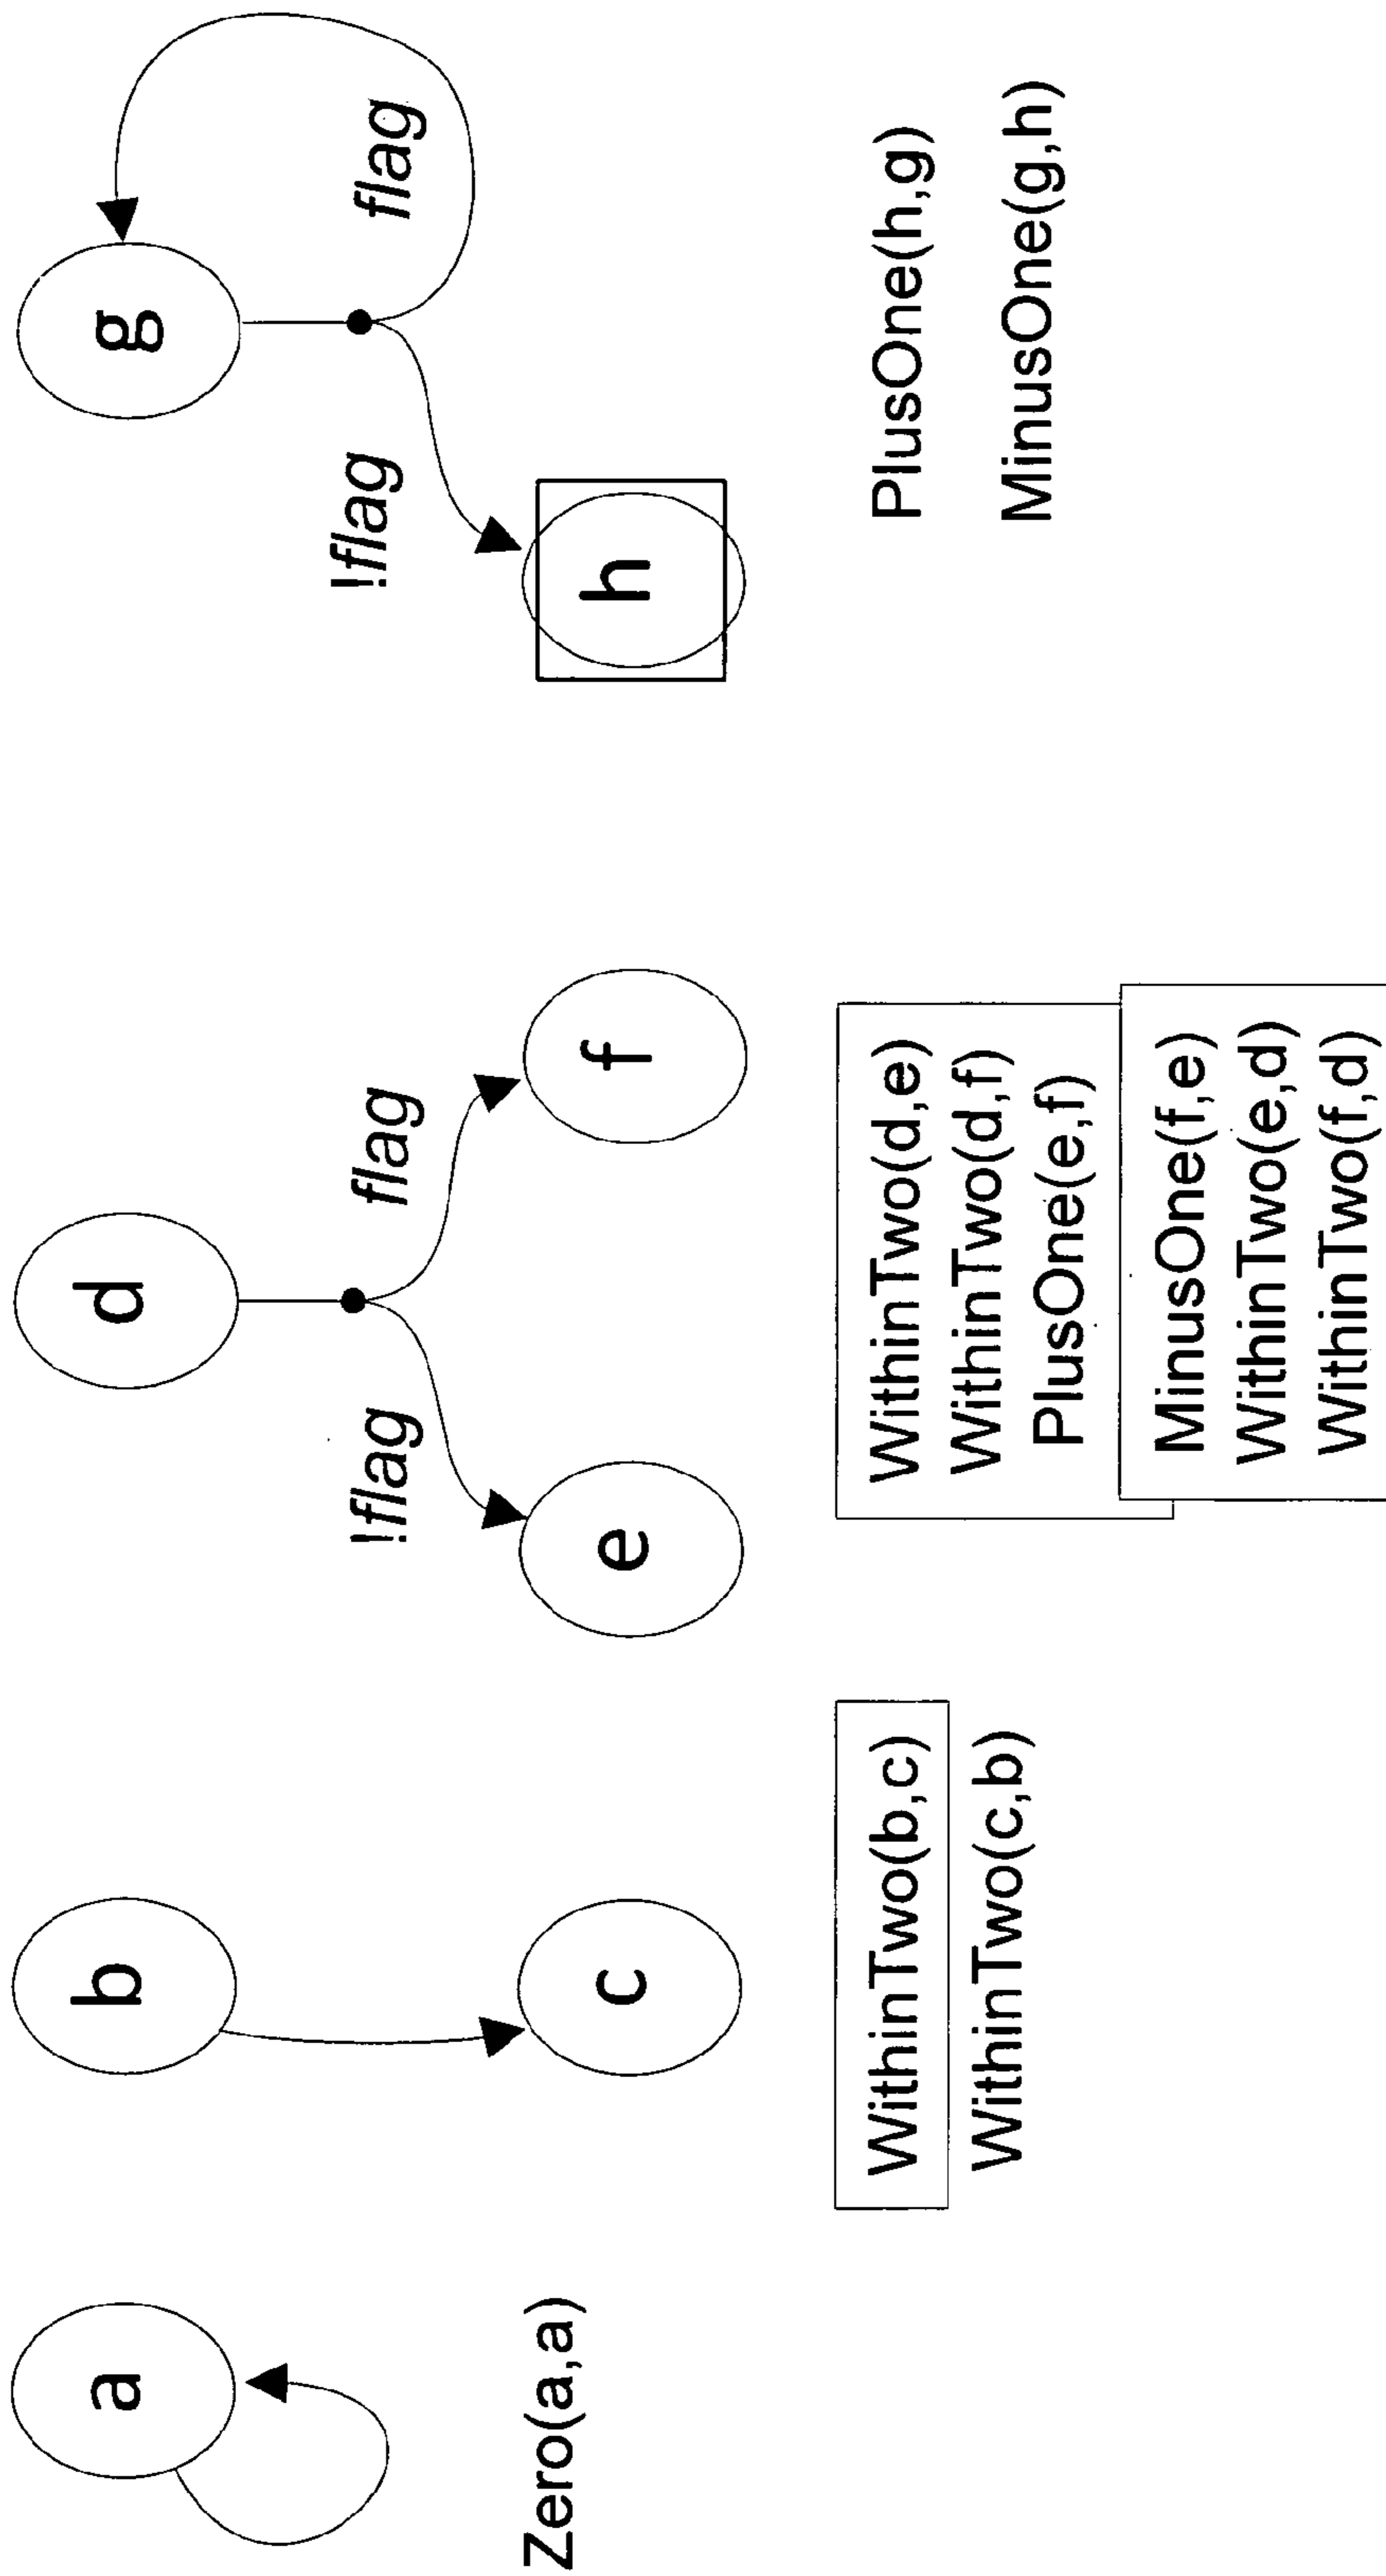 a
Zero(a,a)
b
c
WithinTwo(b,c)
WithinTwo(c,b)
d
!flag
flag
e
f
WithinTwo(d,e)
WithinTwo(d,f)
PlusOne(e,f)
MinusOne(f,e)
WithinTwo(e,d)
WithinTwo(f,d)
g
!flag
flag
h
PlusOne(h,g)
MinusOne(g,h)